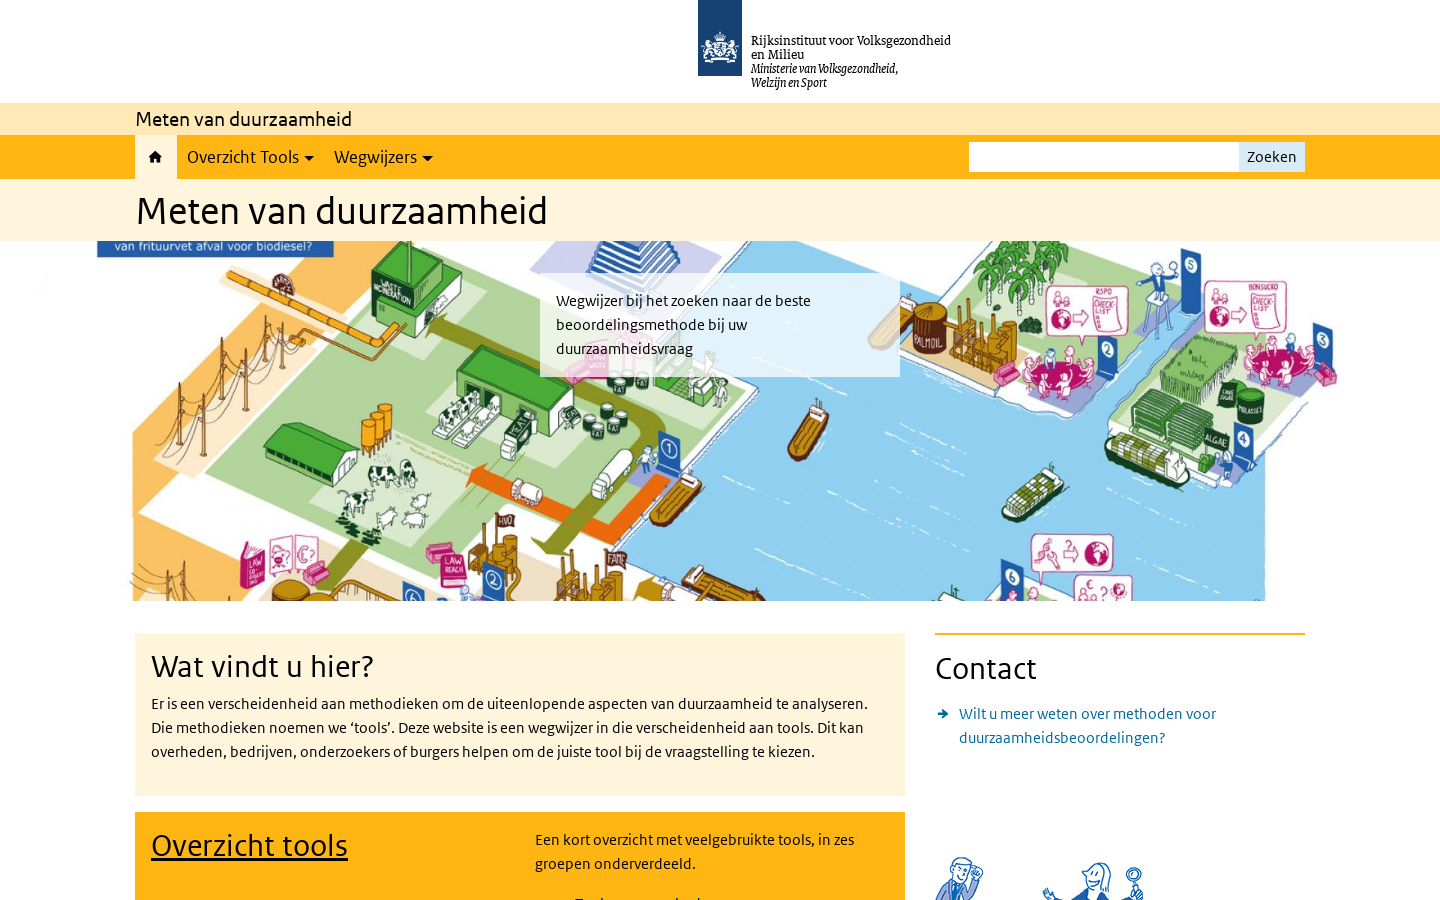 Rijksinstituut voor Volksgezondheid
en Milieu
Ministerie van Volksgezondheid,
Welzijn en Sport
Meten van duurzaamheid
Overzicht Tools
Wegwijzers
Zoeken
Meten van duurzaamheid
van frituurvet afval voor biodiesel?
WASTE
INCINERATION
Wegwijzer bij het zoeken naar de beste
beoordelingsmethode bij uw
duurzaamheidsvraag
5
RSPO
CHECK-
LIST
BONSUCRO
CHECK-
LIST
PALMOIL
2
3
CANE
SUGAR
MOLASSES
ALGAE
4
MEAT
FAT
FAT
FAT
FAT
1
HVO
FAME
LAW
€?
LAW
REACH
2
6
6
€
?
Wat vindt u hier?
Er is een verscheidenheid aan methodieken om de uiteenlopende aspecten van duurzaamheid te analyseren.
Die methodieken noemen we ‘tools’. Deze website is een wegwijzer in die verscheidenheid aan tools. Dit kan
overheden, bedrijven, onderzoekers of burgers helpen om de juiste tool bij de vraagstelling te kiezen.
Contact
Wilt u meer weten over methoden voor
duurzaamheidsbeoordelingen?
Overzicht tools
Een kort overzicht met veelgebruikte tools, in zes
groepen onderverdeeld.